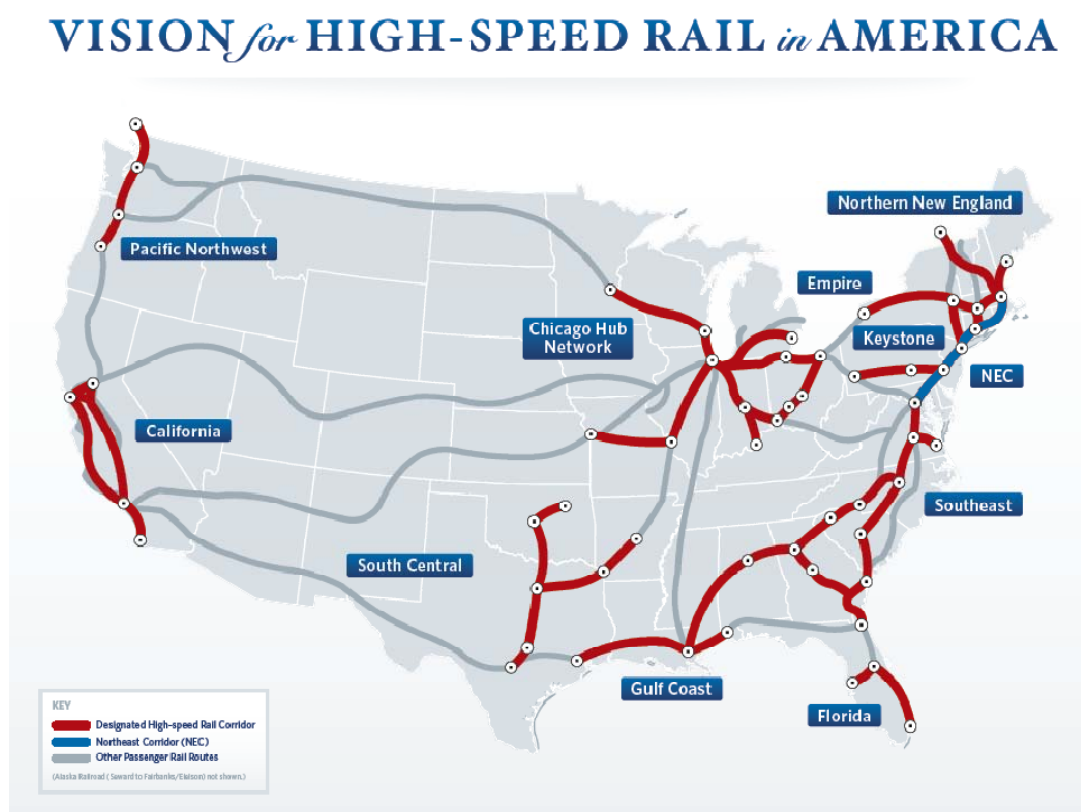 VISION for HIGH-SPEED RAIL in AMERICA
Northern New England
Pacific Northwest
Empire
Chicago Hub
Network
Keystone
NEC
California
Southeast
South Central
Gulf Coast
Florida
KEY
Designated High-speed Rail Corridor
Northeast Corridor (NEC)
Other Passenger Rail Routes
(Alaska Railroad ( Seward to Fairbanks/Eielson) not shown.)